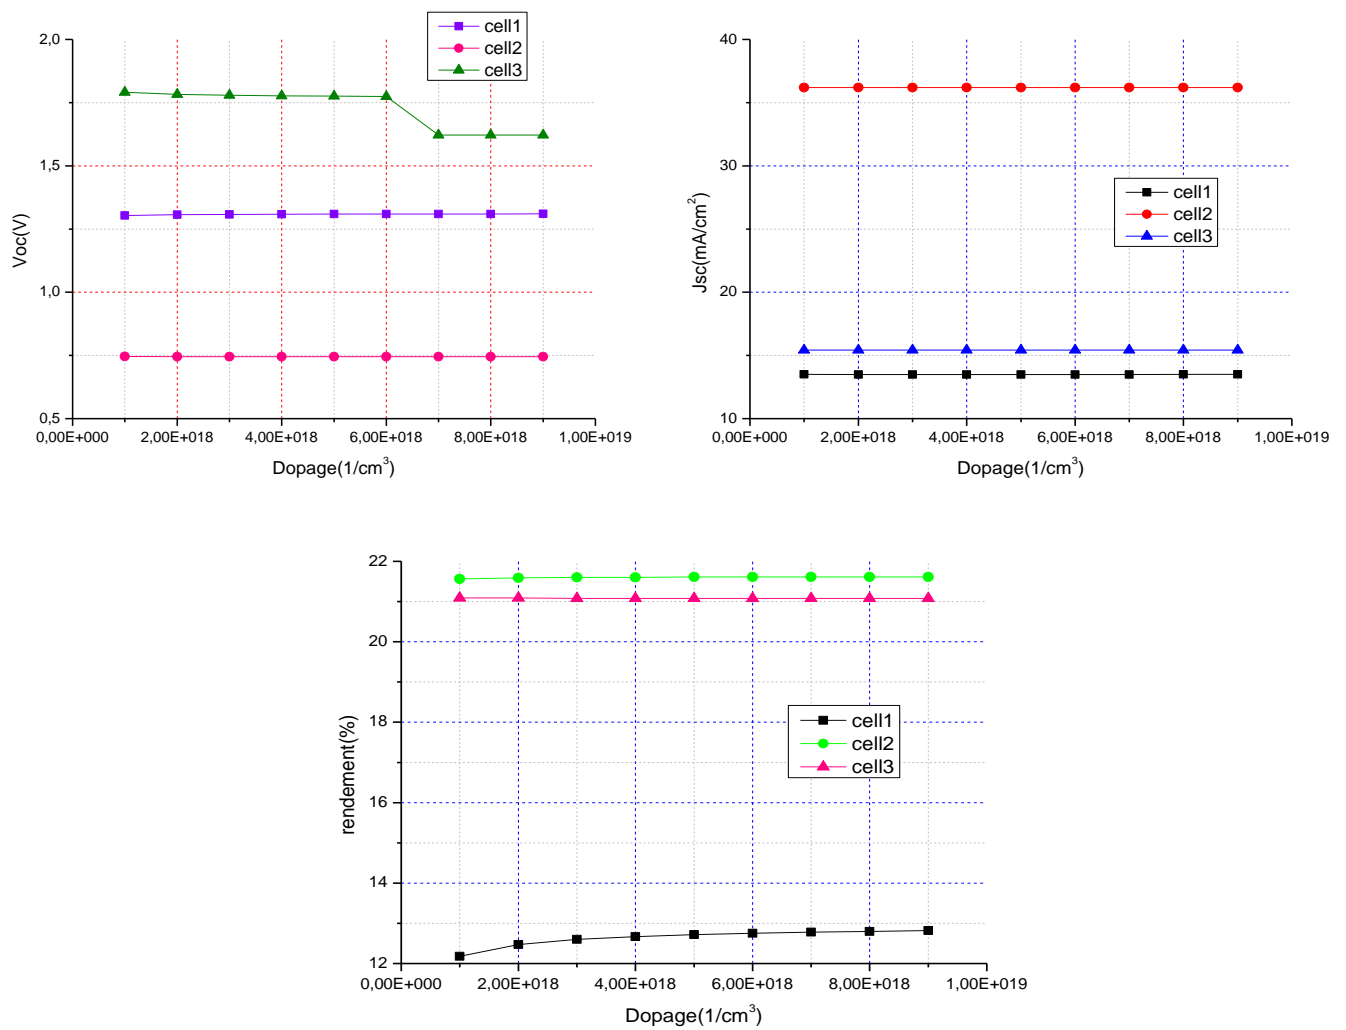 cell1
cell2
cell3
2,0
1,5
1,0
0,5
Voc(V)
0,00E+000 2,00E+018 4,00E+018 6,00E+018 8,00E+018 1,00E+019
Dopage(1/cm³)
40
30
20
10
Jsc(mA/cm²)
cell1
cell2
cell3
0,00E+000 2,00E+018 4,00E+018 6,00E+018 8,00E+018 1,00E+019
Dopage(1/cm³)
22
20
18
16
14
12
rendement(%)
cell1
cell2
cell3
0,00E+000 2,00E+018 4,00E+018 6,00E+018 8,00E+018 1,00E+019
Dopage(1/cm³)